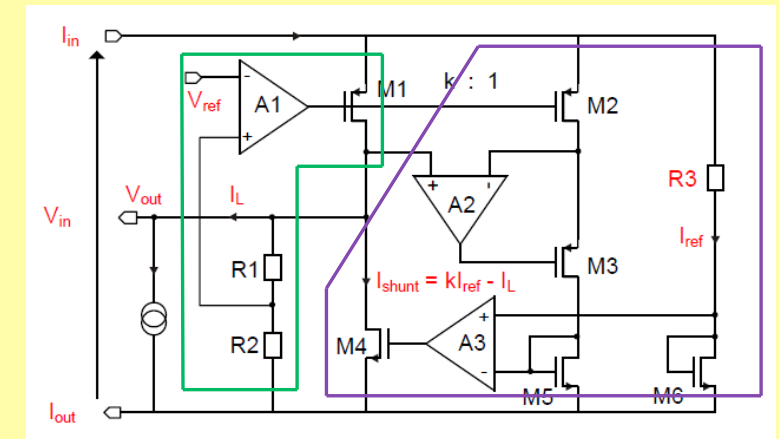 Iin
M1
k : 1
Vref
A1
-
+
M2
+
-
A2
R3
Vout
IL
Vin
Iref
R1
M3
Ishunt = kIref - IL
R2
M4
A3
+
-
M5
M6
Iout